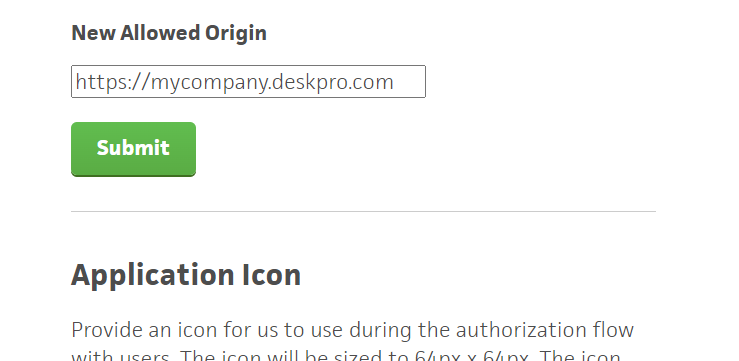 New Allowed Origin
https://mycompany.deskpro.com
Submit
Application Icon
Provide an icon for us to use during the authorization flow
with users. The icon will be sized to 64px x 64px. The icon